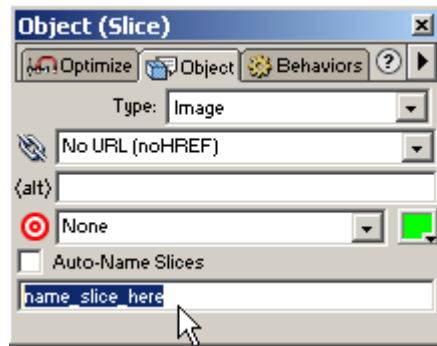 Object (Slice)
Optimize Object Behaviors ?
Type: Image
No URL (noHREF)
⟨alt⟩
None
Auto-Name Slices
name_slice_here